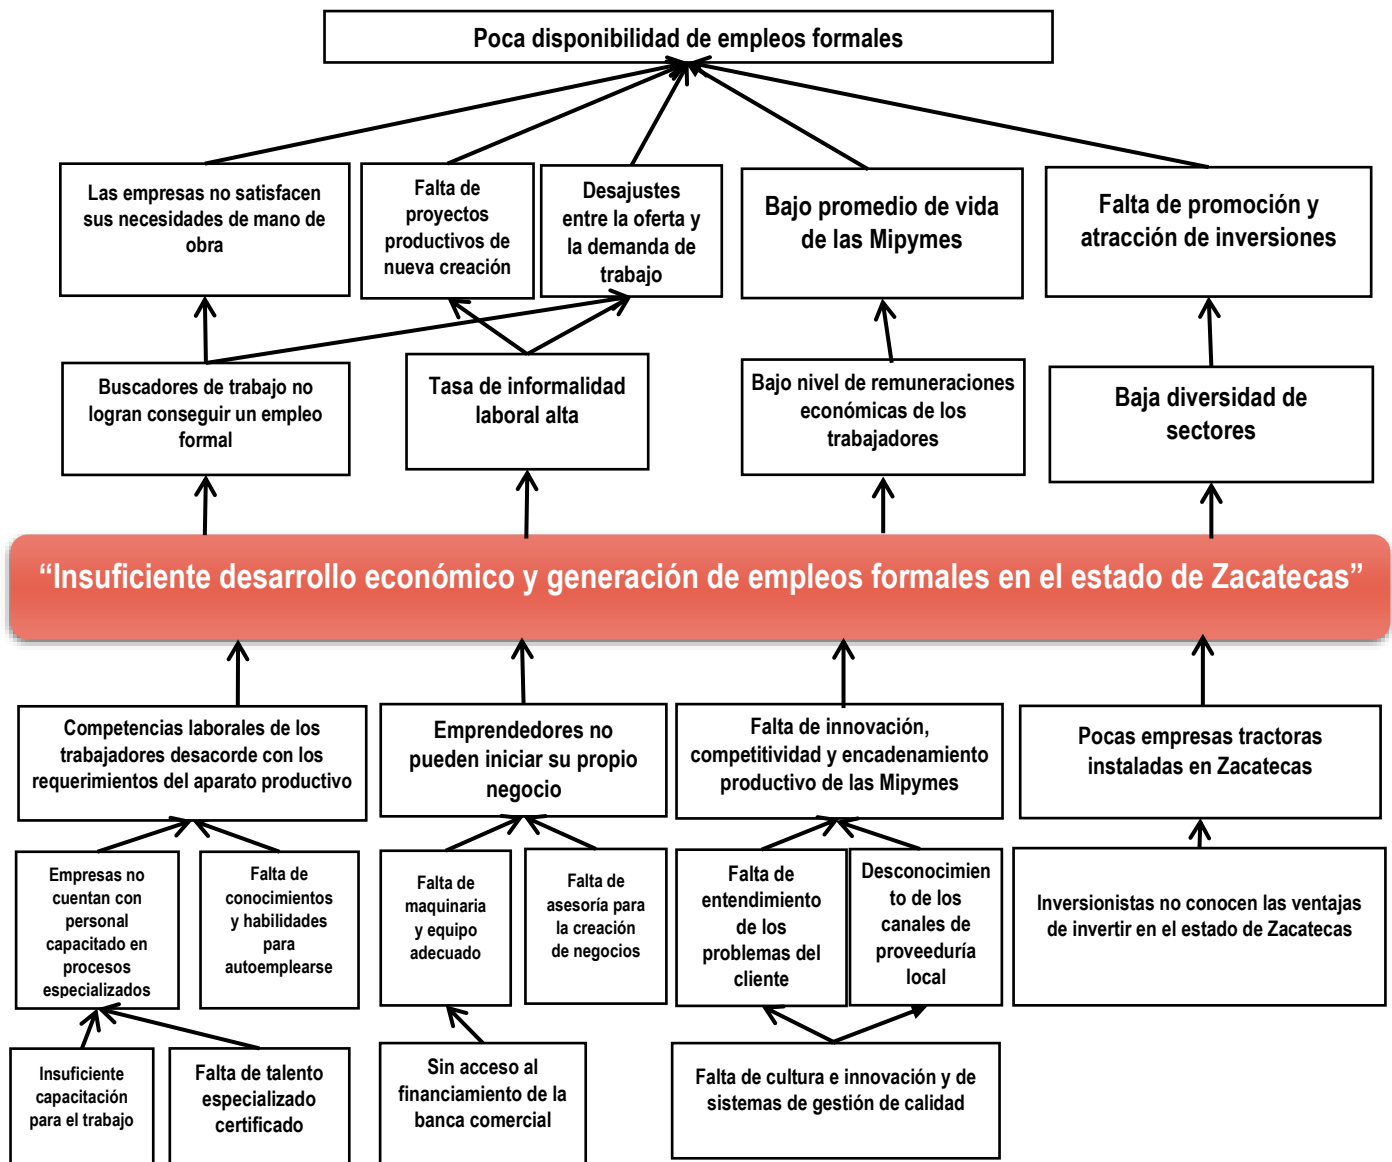 Poca disponibilidad de empleos formales
Las empresas no satisfacen
sus necesidades de mano de
obra
Falta de
proyectos
productivos de
nueva creación
Desajustes
entre la oferta y
la demanda de
trabajo
Bajo promedio de vida
de las Mipymes
Falta de promoción y
atracción de inversiones
Buscadores de trabajo no
logran conseguir un empleo
formal
Tasa de informalidad
laboral alta
Bajo nivel de remuneraciones
económicas de los
trabajadores
Baja diversidad de
sectores
“Insuficiente desarrollo económico y generación de empleos formales en el estado de Zacatecas”
Competencias laborales de los
trabajadores desacorde con los
requerimientos del aparato productivo
Emprendedores no
pueden iniciar su propio
negocio
Falta de innovación,
competitividad y encadenamiento
productivo de las Mipymes
Pocas empresas tractoras
instaladas en Zacatecas
Empresas no
cuentan con
personal
capacitado en
procesos
especializados
Falta de
conocimientos
y habilidades
para
autoemplearse
Falta de
maquinaria
y equipo
adecuado
Falta de
asesoría para
la creación
de negocios
Falta de
entendimiento
de los
problemas del
cliente
Desconocimien
to de los
canales de
proveeduría
local
Inversionistas no conocen las ventajas
de invertir en el estado de Zacatecas
Insuficiente
capacitación
para el trabajo
Falta de talento
especializado
certificado
Sin acceso al
financiamiento de la
banca comercial
Falta de cultura e innovación y de
sistemas de gestión de calidad